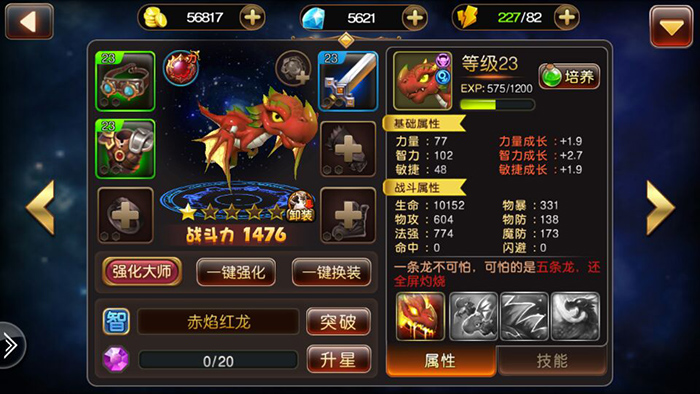 56817
5621
227/82
23
23
23
力
等级23
EXP: 575/1200
培养
基础属性
力量：77 力量成长：+1.9
智力：102 智力成长：+2.7
敏捷：48 敏捷成长：+1.9
战斗属性
生命：10152 物暴：331
物攻：604 物防：138
法强：774 魔防：173
命中：0 闪避：0
一条龙不可怕，可怕的是五条龙，还
全屏灼烧
卸装
战斗力 1476
强化大师
一键强化
一键换装
智
赤焰红龙
突破
0/20
升星
属性
技能